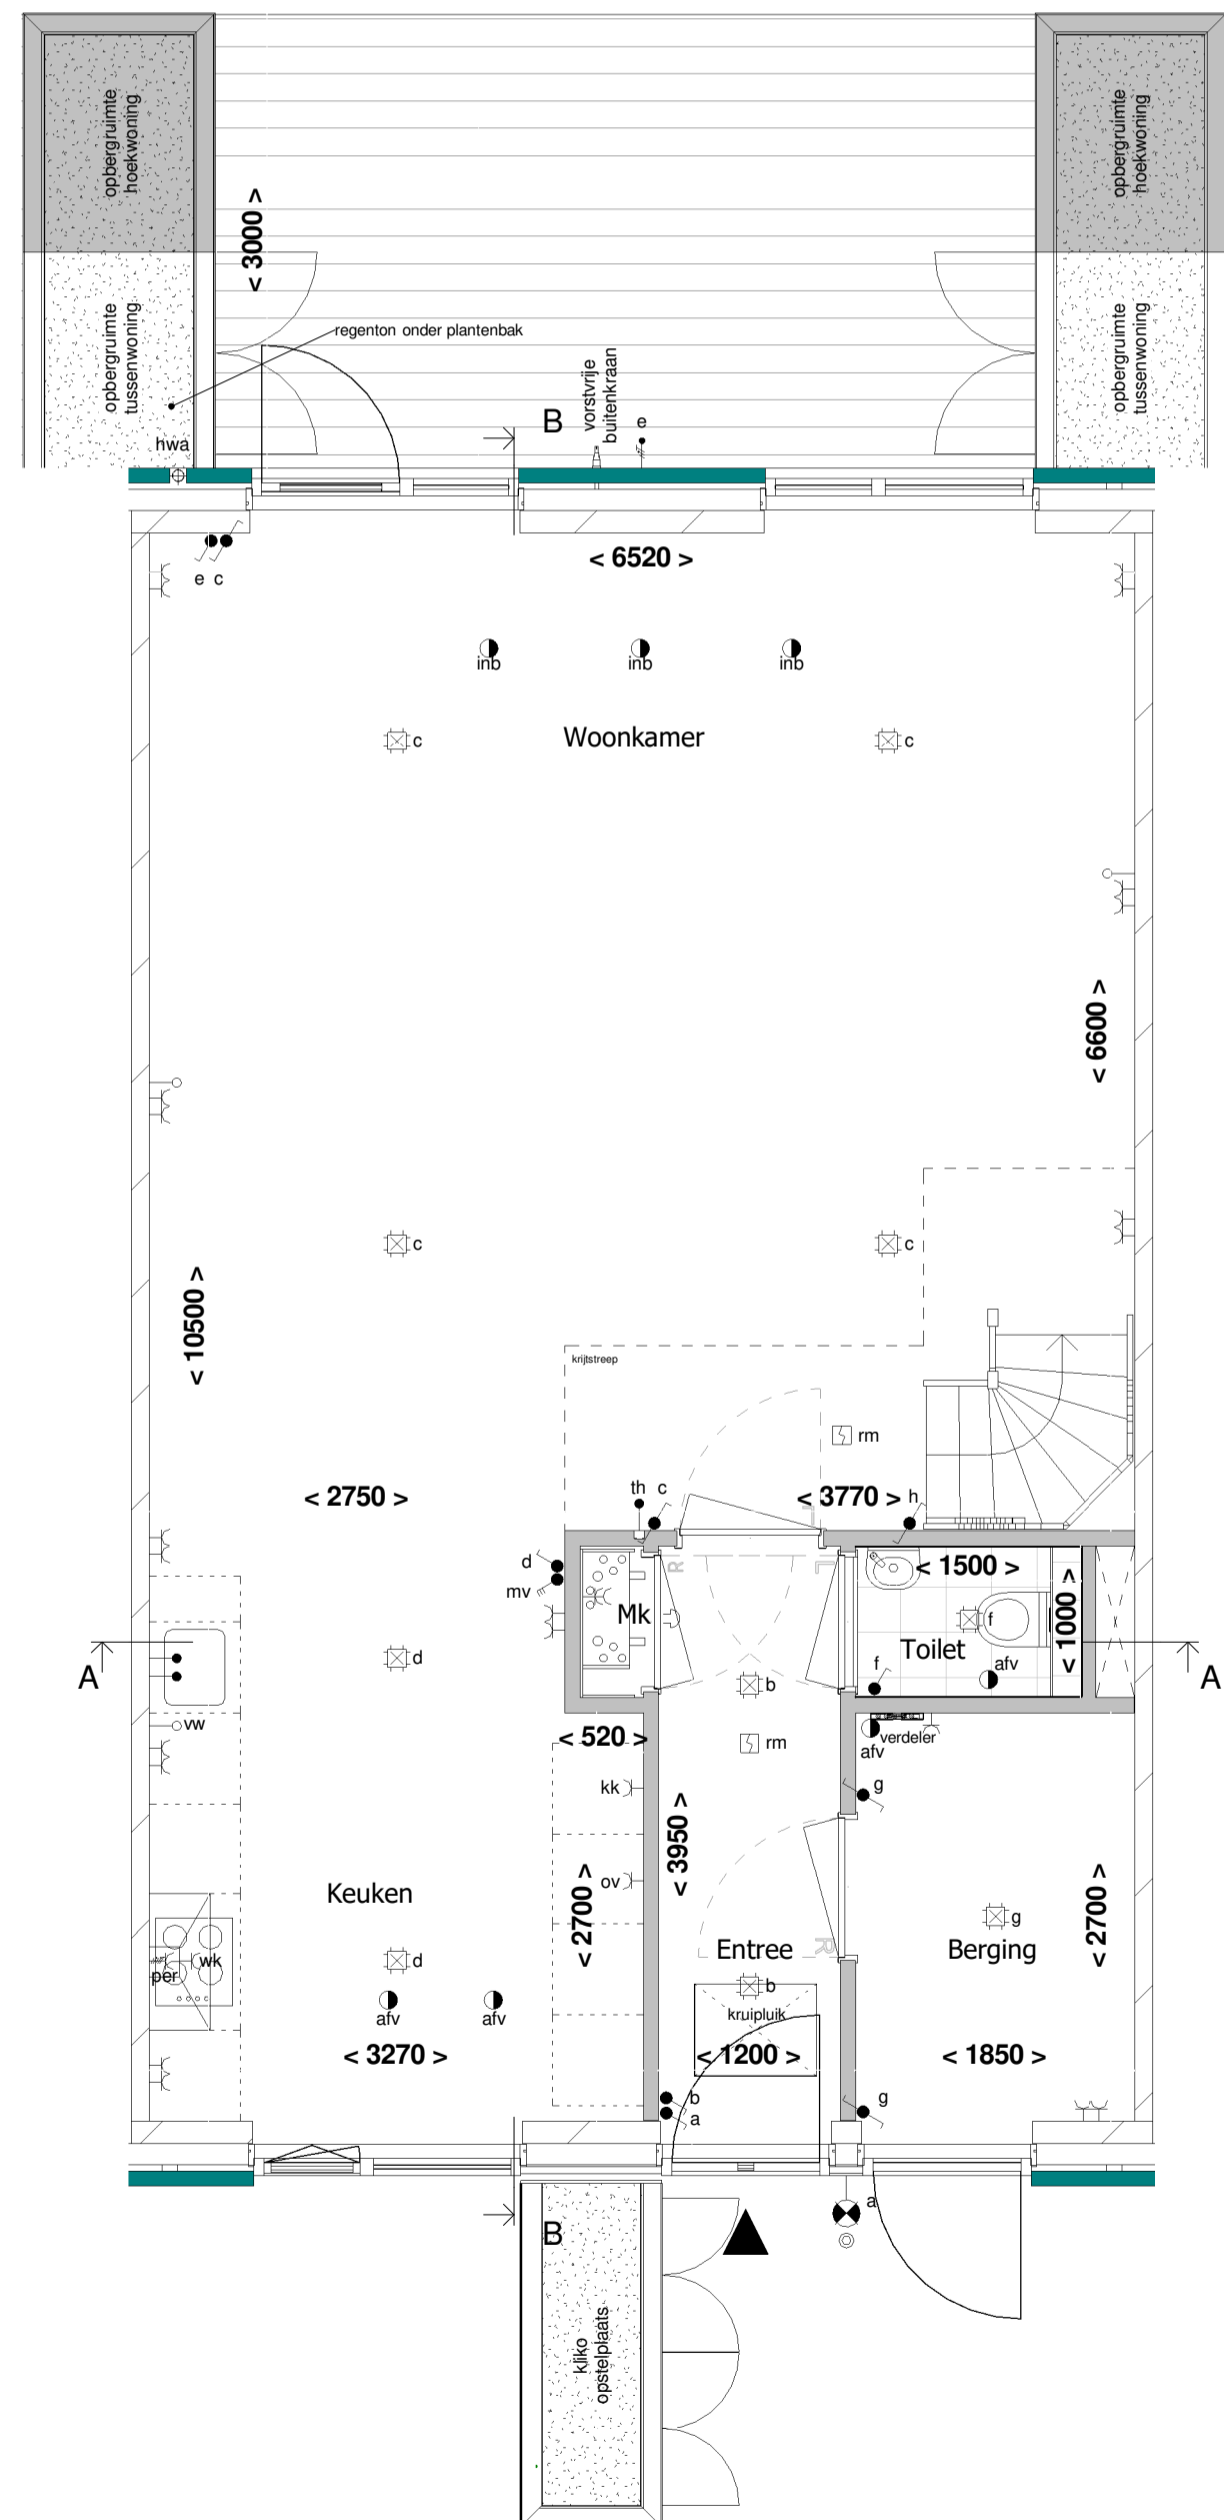 opbergruimte
hoekwoning
opbergruimte
hoekwoning
< 3000 >
opbergruimte
tussenwoning
opbergruimte
tussenwoning
regenton onder plantenbak
vorstvrije
buitenkraan
B
e
hwa
< 6520 >
e c
inb
inb
inb
c
Woonkamer
c
< 6600 >
c
c
< 10500 >
krijtstreep
rm
< 2750 >
th
c
< 3770 >
h
d
mv
R
L
L
< 1500 >
< 1000 >
Mk
f
Toilet
f
afv
A
A
d
b
vw
< 520 >
rm
afv
verdeler
kk
g
< 3950 >
ov
Keuken
< 2700 >
< 2700 >
g
Entree
R
Berging
wk
per
d
b
afv
afv
kruipluik
< 3270 >
< 1200 >
< 1850 >
b
a
g
a
B
kliko
opstelplaats